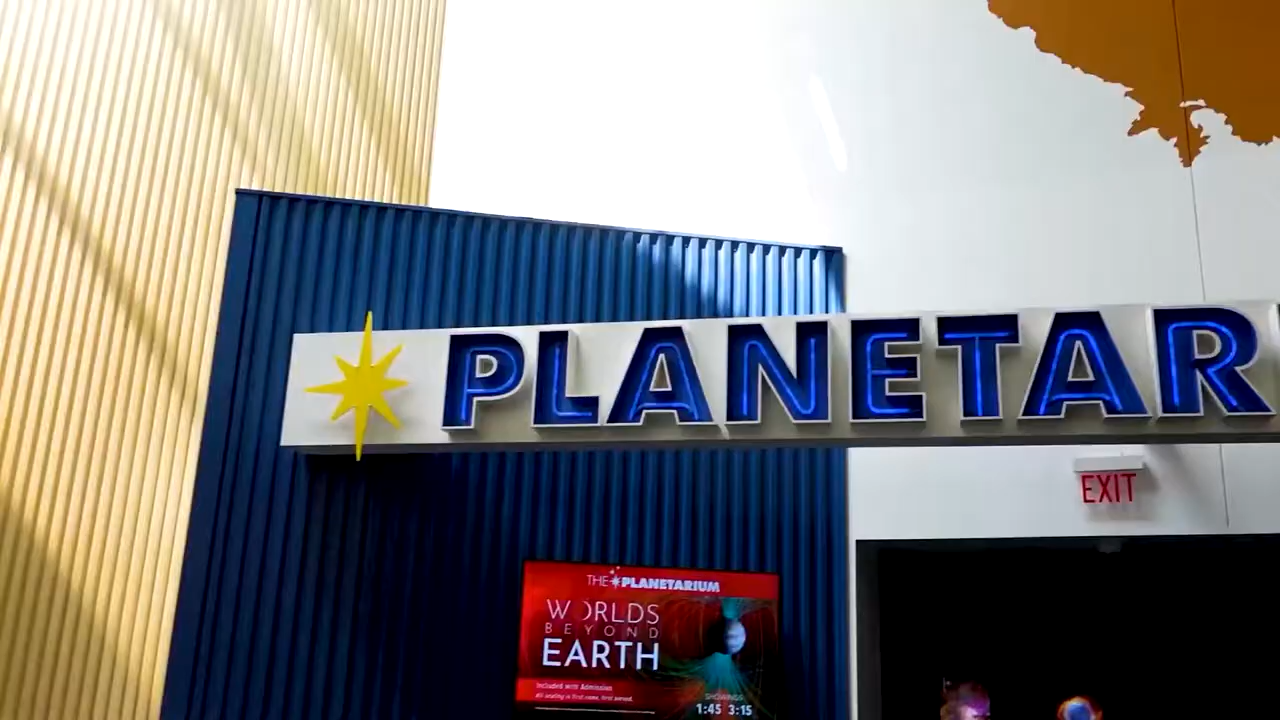 PLANETAR
EXIT
THE PLANETARIUM
WORLDS
BEYOND
EARTH
Included with Admission
All seating is first come, first served.
SHOWINGS
1:45 3:15